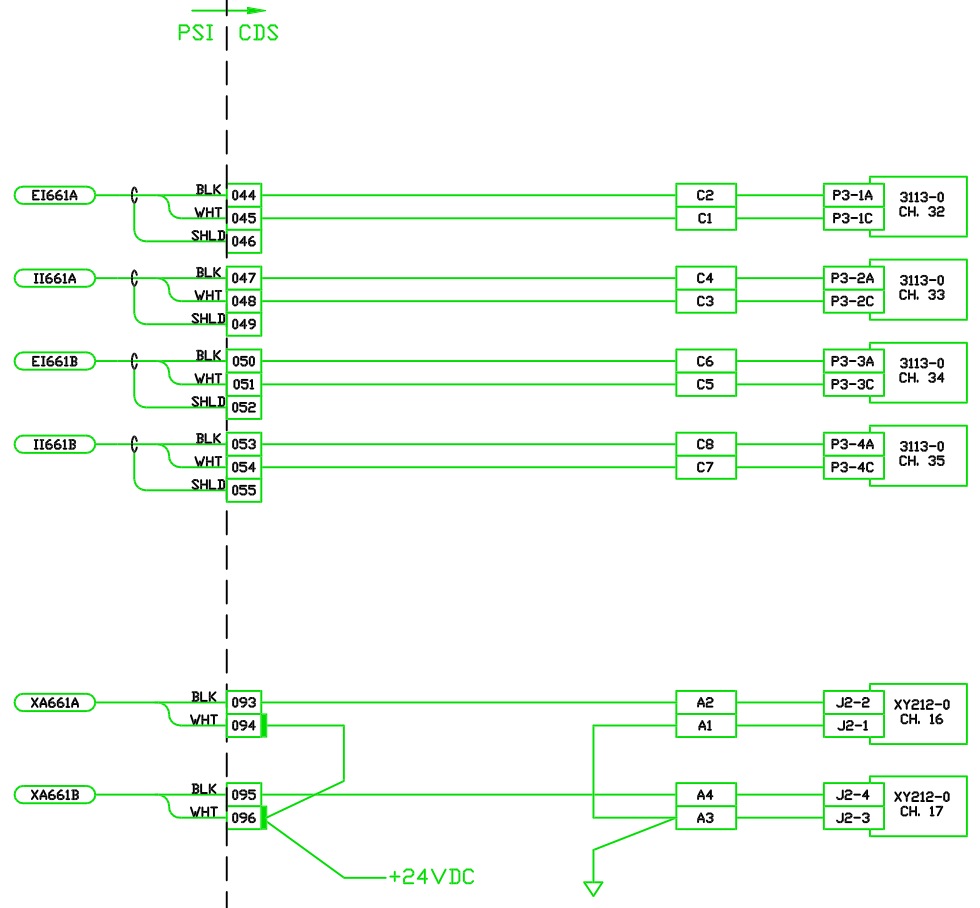 PSI CDS
EI661A BLK 044 C2 P3-1A 3113-0
WHT 045 C1 P3-1C CH. 32
SHLD 046
II661A BLK 047 C4 P3-2A 3113-0
WHT 048 C3 P3-2C CH. 33
SHLD 049
EI661B BLK 050 C6 P3-3A 3113-0
WHT 051 C5 P3-3C CH. 34
SHLD 052
II661B BLK 053 C8 P3-4A 3113-0
WHT 054 C7 P3-4C CH. 35
SHLD 055
XA661A BLK 093 A2 J2-2 XY212-0
WHT 094 A1 J2-1 CH. 16
XA661B BLK 095 A4 J2-4 XY212-0
WHT 096 A3 J2-3 CH. 17
+24VDC